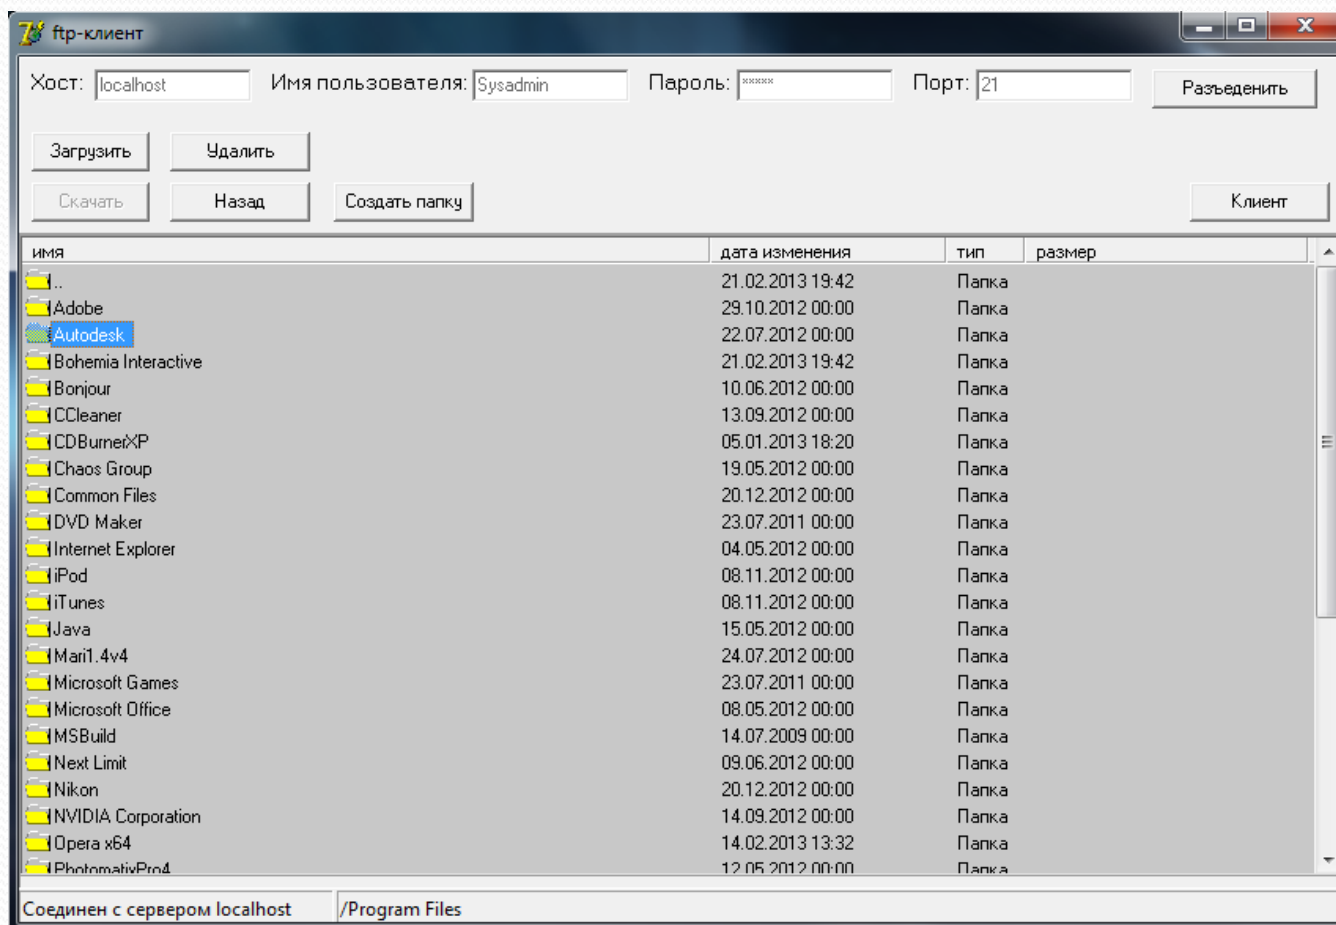 ftp-клиент
Хост: localhost Имя пользователя: Sysadmin Пароль: ***** Порт: 21 Разъеденить
Загрузить Удалить
Скачать Назад Создать папку Клиент
имя дата изменения тип размер
.. 21.02.2013 19:42 Папка
Adobe 29.10.2012 00:00 Папка
Autodesk 22.07.2012 00:00 Папка
Bohemia Interactive 21.02.2013 19:42 Папка
Bonjour 10.06.2012 00:00 Папка
CCleaner 13.09.2012 00:00 Папка
CDBurnerXP 05.01.2013 18:20 Папка
Chaos Group 19.05.2012 00:00 Папка
Common Files 20.12.2012 00:00 Папка
DVD Maker 23.07.2011 00:00 Папка
Internet Explorer 04.05.2012 00:00 Папка
iPod 08.11.2012 00:00 Папка
iTunes 08.11.2012 00:00 Папка
Java 15.05.2012 00:00 Папка
Mari1.4v4 24.07.2012 00:00 Папка
Microsoft Games 23.07.2011 00:00 Папка
Microsoft Office 08.05.2012 00:00 Папка
MSBuild 14.07.2009 00:00 Папка
Next Limit 09.06.2012 00:00 Папка
Nikon 20.12.2012 00:00 Папка
NVIDIA Corporation 14.09.2012 00:00 Папка
Opera x64 14.02.2013 13:32 Папка
PhotomatixPro4 12.05.2012 00:00 Папка
Соединен с сервером localhost /Program Files